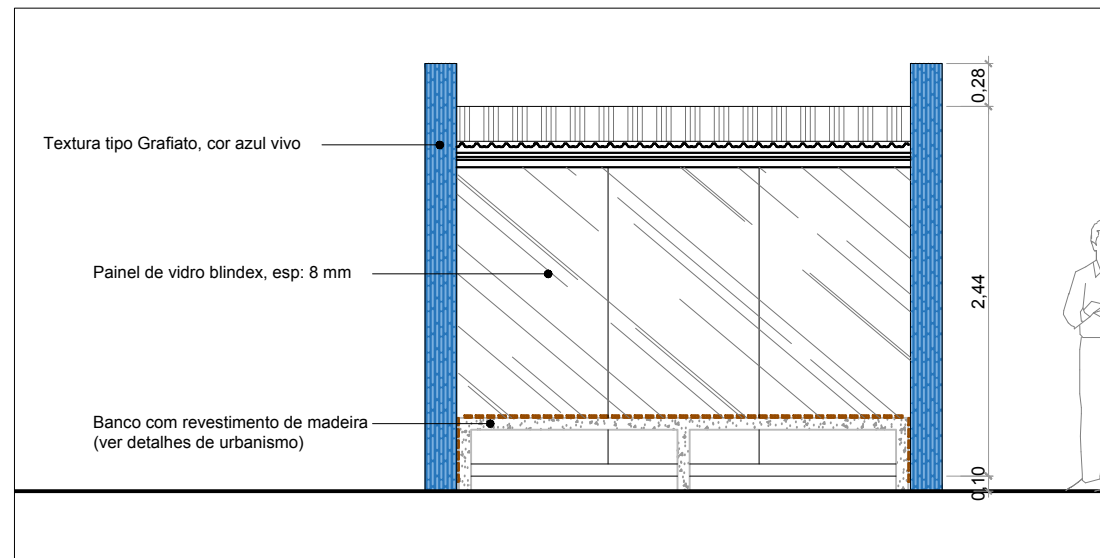 0,28
Textura tipo Grafiato, cor azul vivo
Painel de vidro blindex, esp: 8 mm
2,44
Banco com revestimento de madeira
(ver detalhes de urbanismo)
0,10